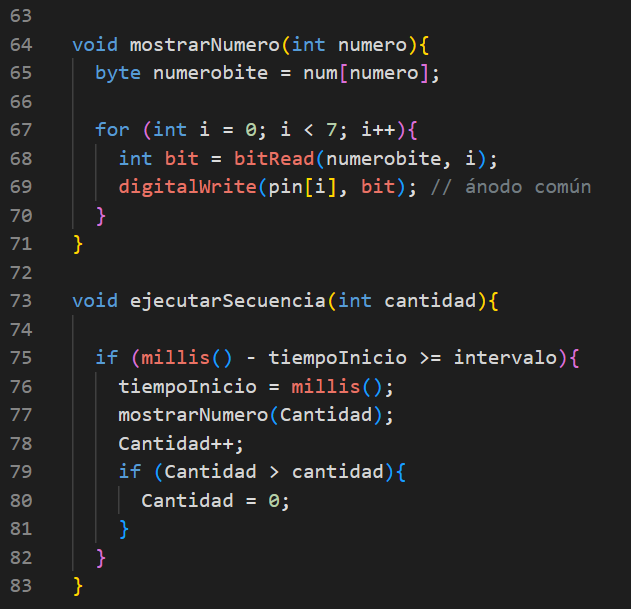 63
64 void mostrarNumero(int numero){
65 byte numerobite = num[numero];
66
67 for (int i = 0; i < 7; i++){
68 int bit = bitRead(numerobite, i);
69 digitalWrite(pin[i], bit); // ánodo común
70 }
71 }
72
73 void ejecutarSecuencia(int cantidad){
74
75 if (millis() - tiempoInicio >= intervalo){
76 tiempoInicio = millis();
77 mostrarNumero(Cantidad);
78 Cantidad++;
79 if (Cantidad > cantidad){
80 Cantidad = 0;
81 }
82 }
83 }